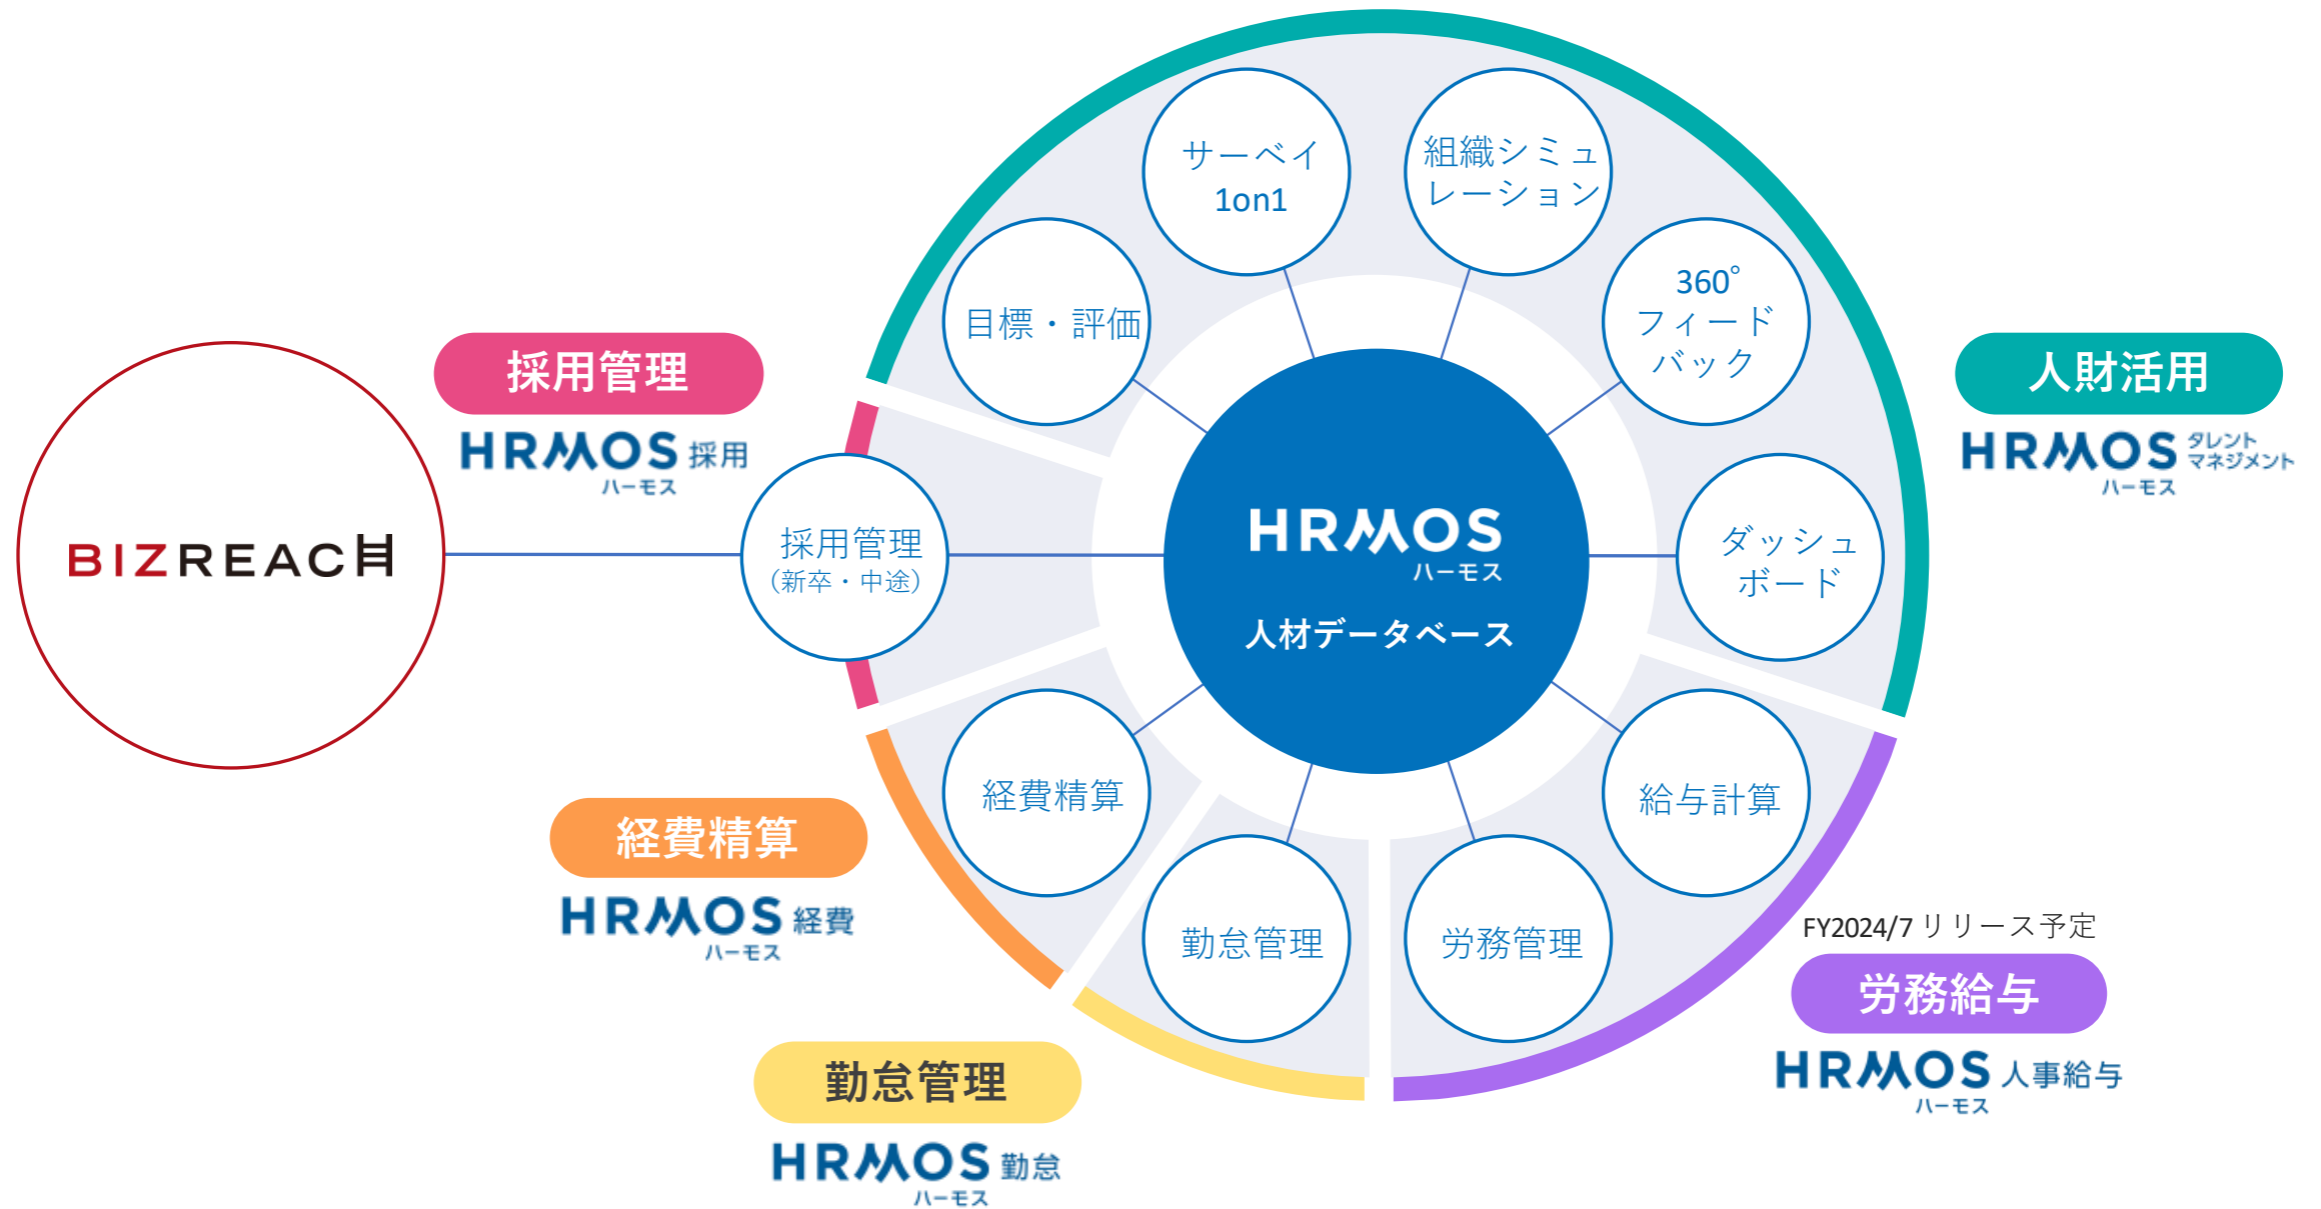 BIZREACH
採用管理
HRMOS 採用
ハーモス
採用管理
（新卒・中途）
目標・評価
サーベイ
1on1
組織シミュ
レーション
360°
フィード
バック
ダッシュ
ボード
人財活用
HRMOS タレント
マネジメント
ハーモス
HRMOS
ハーモス
人材データベース
経費精算
経費精算
HRMOS 経費
ハーモス
勤怠管理
勤怠管理
HRMOS 勤怠
ハーモス
労務管理
給与計算
FY2024/7 リリース予定
労務給与
HRMOS 人事給与
ハーモス